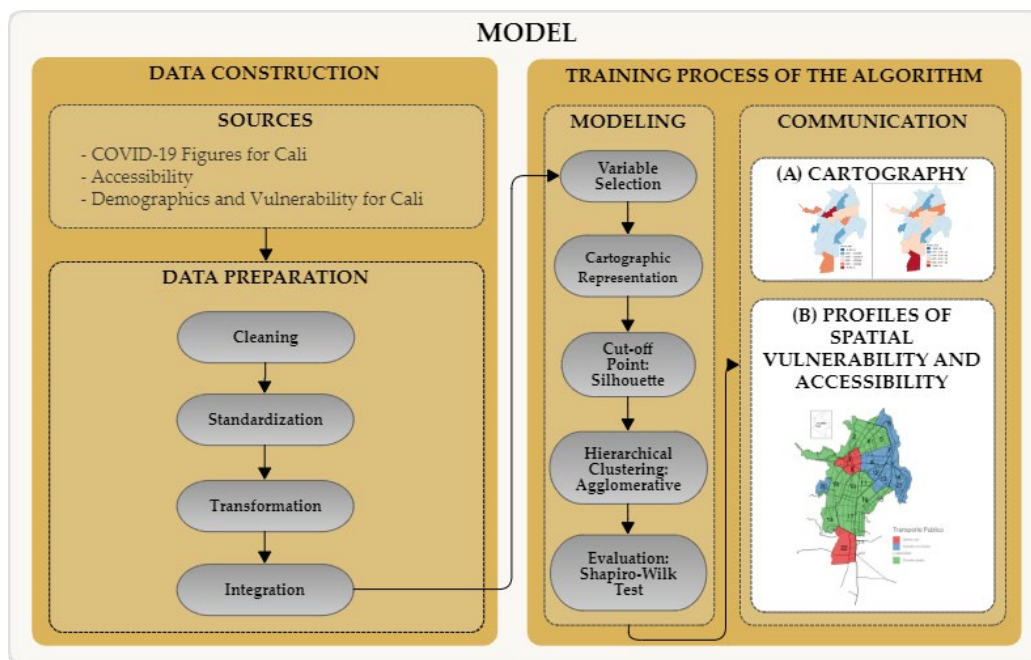 MODEL
DATA CONSTRUCTION
SOURCES
- COVID-19 Figures for Cali
- Accessibility
- Demographics and Vulnerability for Cali
DATA PREPARATION
Cleaning
Standardization
Transformation
Integration
TRAINING PROCESS OF THE ALGORITHM
MODELING
Variable
Selection
Cartographic
Representation
Cut-off
Point:
Silhouette
Hierarchical
Clustering:
Agglomerative
Evaluation:
Shapiro-Wilk
Test
COMMUNICATION
(A) CARTOGRAPHY
(B) PROFILES OF
SPATIAL
VULNERABILITY AND
ACCESSIBILITY
Transporte Publico